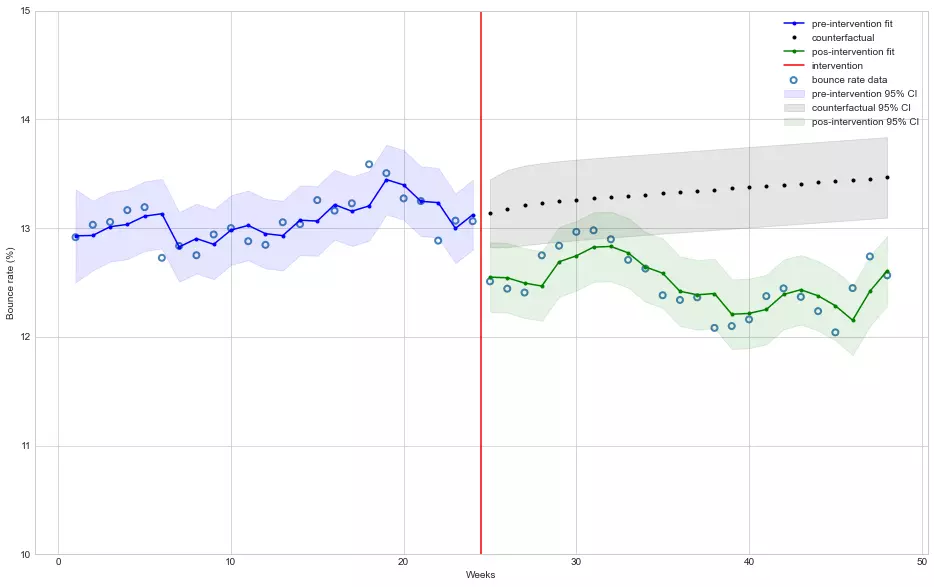 15
14
13
12
11
10
Bounce rate (%)
0
10
20
30
40
50
Weeks
pre-intervention fit
counterfactual
pos-intervention fit
intervention
bounce rate data
pre-intervention 95% CI
counterfactual 95% CI
pos-intervention 95% CI